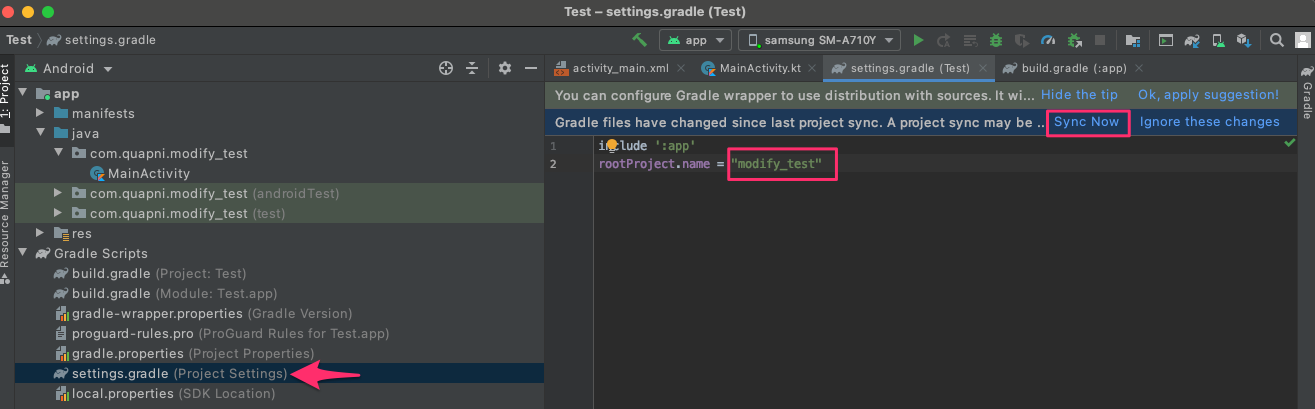 Test – settings.gradle (Test)
Test
settings.gradle
app
samsung SM-A710Y
1: Project
Resource Manager
Android
app
manifests
java
com.quapni.modify_test
MainActivity
com.quapni.modify_test (androidTest)
com.quapni.modify_test (test)
res
Gradle Scripts
build.gradle (Project: Test)
build.gradle (Module: Test.app)
gradle-wrapper.properties (Gradle Version)
proguard-rules.pro (ProGuard Rules for Test.app)
gradle.properties (Project Properties)
settings.gradle (Project Settings)
local.properties (SDK Location)
activity_main.xml
MainActivity.kt
settings.gradle (Test)
build.gradle (:app)
You can configure Gradle wrapper to use distribution with sources. It wi... Hide the tip Ok, apply suggestion!
Gradle files have changed since last project sync. A project sync may be ... Sync Now Ignore these changes
1 include ':app'
2 rootProject.name = "modify_test"
Gradle